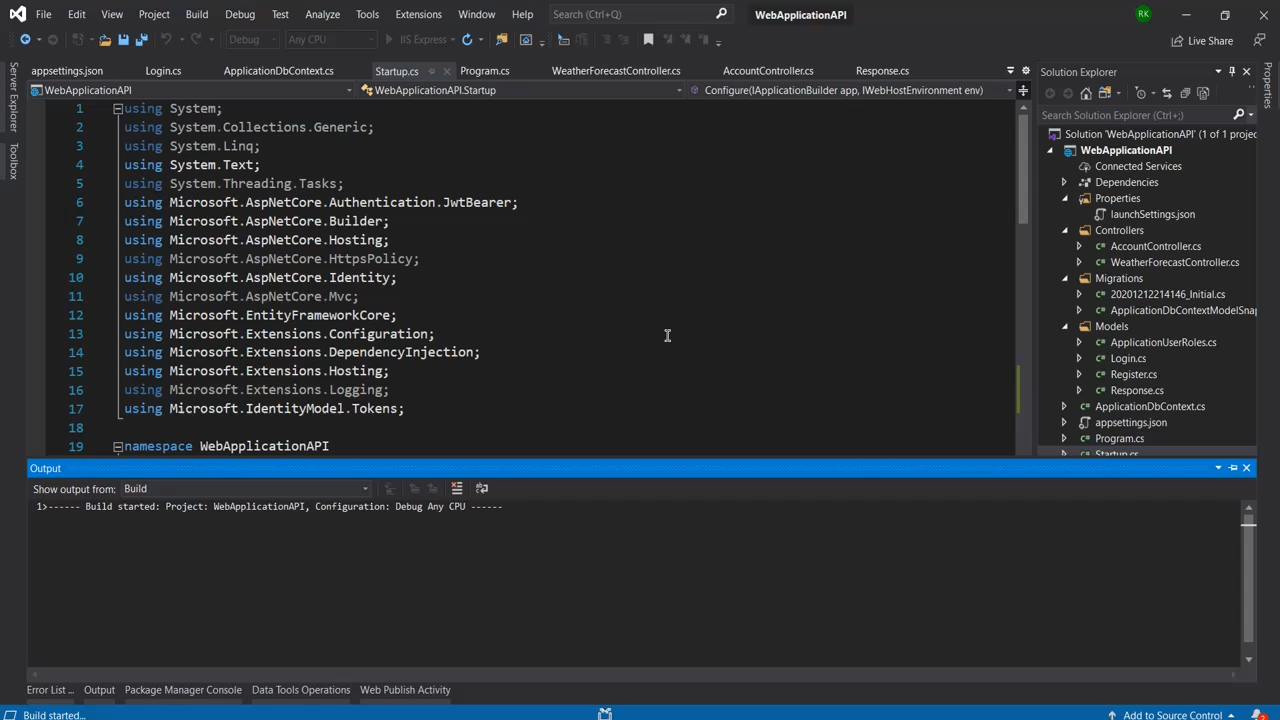 File Edit View Project Build Debug Test Analyze Tools Extensions Window Help Search (Ctrl+Q) WebApplicationAPI RK
Debug Any CPU IIS Express Live Share
Server Explorer
Toolbox
appsettings.json Login.cs ApplicationDbContext.cs Startup.cs Program.cs WeatherForecastController.cs AccountController.cs Response.cs
WebApplicationAPI WebApplicationAPI.Startup Configure(IApplicationBuilder app, IWebHostEnvironment env)
1 using System;
2 using System.Collections.Generic;
3 using System.Linq;
4 using System.Text;
5 using System.Threading.Tasks;
6 using Microsoft.AspNetCore.Authentication.JwtBearer;
7 using Microsoft.AspNetCore.Builder;
8 using Microsoft.AspNetCore.Hosting;
9 using Microsoft.AspNetCore.HttpsPolicy;
10 using Microsoft.AspNetCore.Identity;
11 using Microsoft.AspNetCore.Mvc;
12 using Microsoft.EntityFrameworkCore;
13 using Microsoft.Extensions.Configuration;
14 using Microsoft.Extensions.DependencyInjection;
15 using Microsoft.Extensions.Hosting;
16 using Microsoft.Extensions.Logging;
17 using Microsoft.IdentityModel.Tokens;
18
19 namespace WebApplicationAPI
Solution Explorer
Search Solution Explorer (Ctrl+;)
Solution 'WebApplicationAPI' (1 of 1 projec
WebApplicationAPI
Connected Services
Dependencies
Properties
launchSettings.json
Controllers
AccountController.cs
WeatherForecastController.cs
Migrations
20201212214146_Initial.cs
ApplicationDbContextModelSnap
Models
ApplicationUserRoles.cs
Login.cs
Register.cs
Response.cs
ApplicationDbContext.cs
appsettings.json
Program.cs
Startup.cs
Properties
Output
Show output from: Build
1>------ Build started: Project: WebApplicationAPI, Configuration: Debug Any CPU ------
Error List ... Output Package Manager Console Data Tools Operations Web Publish Activity
Build started... Add to Source Control